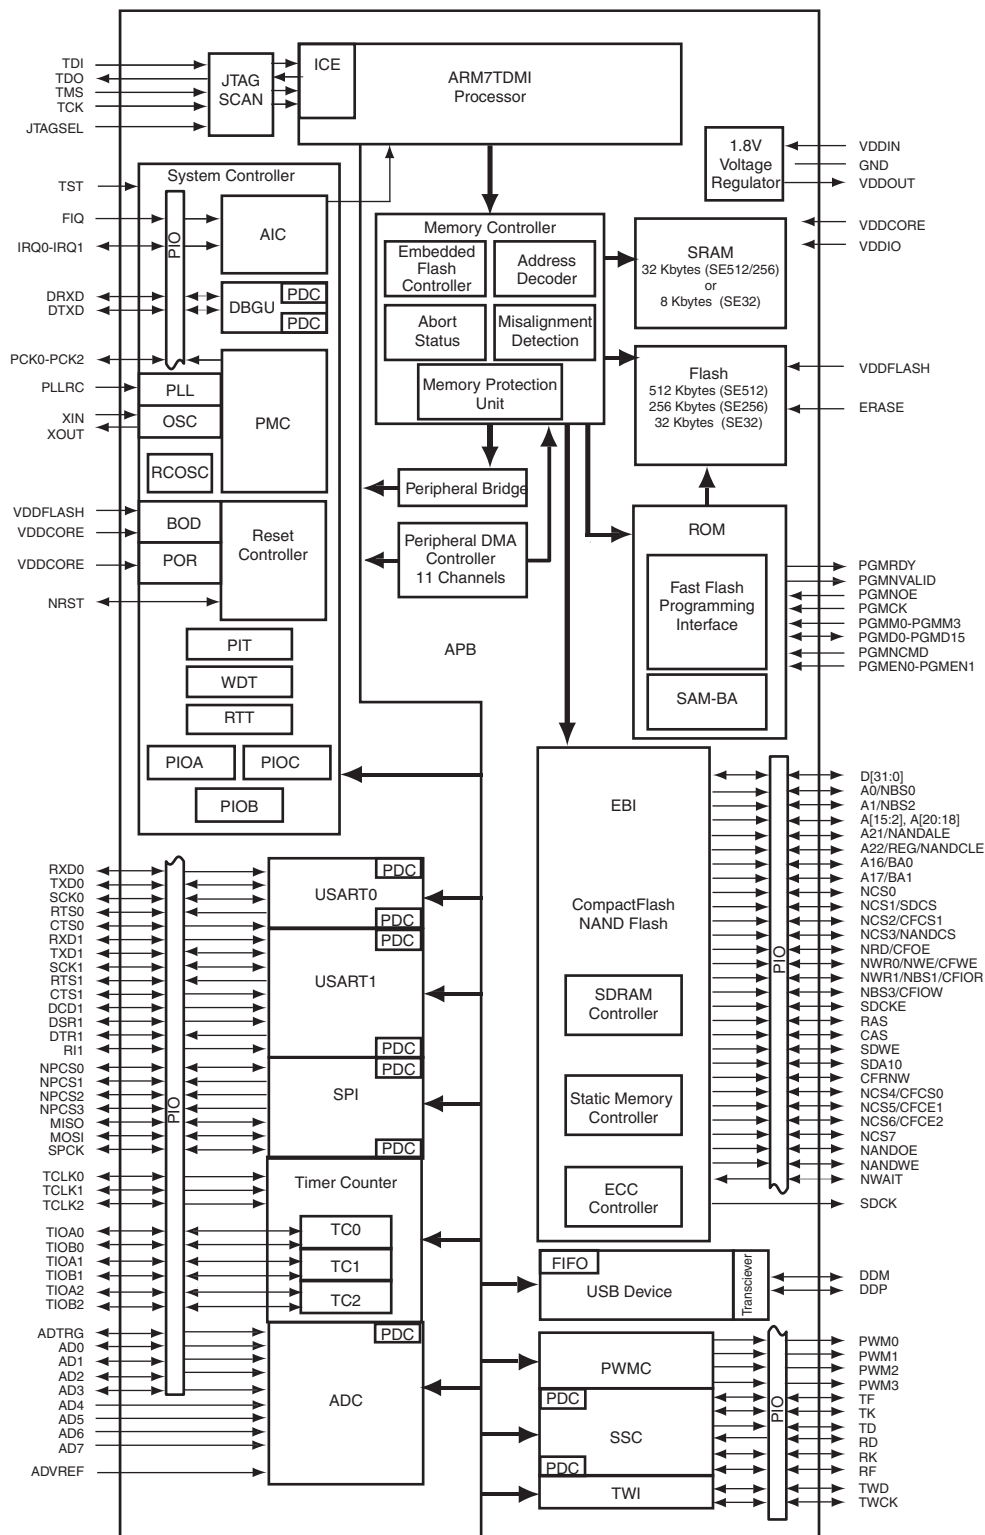 TDI
TDO
TMS
TCK
JTAGSEL
JTAG
SCAN
ICE
ARM7TDMI
Processor
1.8V
Voltage
Regulator
VDDIN
GND
VDDOUT
VDDCORE
VDDIO
System Controller
TST
FIQ
IRQ0-IRQ1
PIO
AIC
DRXD
DTXD
DBGU
PDC
PDC
PCK0-PCK2
PLLRC
XIN
XOUT
PLL
OSC
RCOSC
PMC
VDDFLASH
VDDCORE
VDDCORE
NRST
BOD
POR
Reset
Controller
PIT
WDT
RTT
PIOA
PIOC
PIOB
Memory Controller
Embedded
Flash
Controller
Address
Decoder
Abort
Status
Misalignment
Detection
Memory Protection
Unit
SRAM
32 Kbytes (SE512/256)
or
8 Kbytes (SE32)
Flash
512 Kbytes (SE512)
256 Kbytes (SE256)
32 Kbytes (SE32)
VDDFLASH
ERASE
Peripheral Bridge
Peripheral DMA
Controller
11 Channels
APB
ROM
Fast Flash
Programming
Interface
SAM-BA
PGMRDY
PGMNVALID
PGMNOE
PGMCK
PGMM0-PGMM3
PGMD0-PGMD15
PGMNCMD
PGMEN0-PGMEN1
EBI
CompactFlash
NAND Flash
SDRAM
Controller
Static Memory
Controller
ECC
Controller
PIO
D[31:0]
A0/NBS0
A1/NBS2
A[15:2], A[20:18]
A21/NANDALE
A22/REG/NANDCLE
A16/BA0
A17/BA1
NCS0
NCS1/SDCS
NCS2/CFCS1
NCS3/NANDCS
NRD/CFOE
NWR0/NWE/CFWE
NWR1/NBS1/CFIOR
NBS3/CFIOW
SDCKE
RAS
CAS
SDWE
SDA10
CFRNW
NCS4/CFCS0
NCS5/CFCE1
NCS6/CFCE2
NCS7
NANDOE
NANDWE
NWAIT
SDCK
RXD0
TXD0
SCK0
RTS0
CTS0
RXD1
TXD1
SCK1
RTS1
CTS1
DCD1
DSR1
DTR1
RI1
NPCS0
NPCS1
NPCS2
NPCS3
MISO
MOSI
SPCK
TCLK0
TCLK1
TCLK2
TIOA0
TIOB0
TIOA1
TIOB1
TIOA2
TIOB2
ADTRG
AD0
AD1
AD2
AD3
AD4
AD5
AD6
AD7
ADVREF
PIO
PDC
USART0
PDC
PDC
USART1
PDC
PDC
SPI
PDC
Timer Counter
TC0
TC1
TC2
PDC
ADC
FIFO
USB Device
Transciever
DDM
DDP
PWMC
PDC
SSC
PDC
TWI
PIO
PWM0
PWM1
PWM2
PWM3
TF
TK
TD
RD
RK
RF
TWD
TWCK